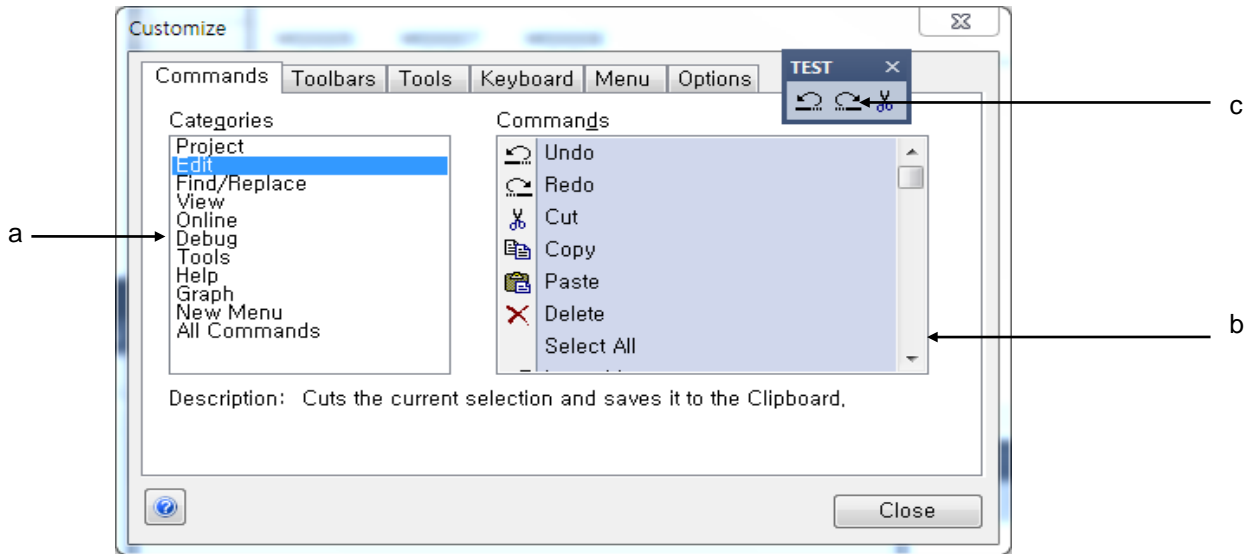 Customize
Commands Toolbars Tools Keyboard Menu Options
TEST
c
Categories
Commands
Project
Edit
Find/Replace
View
Online
Debug
Tools
Help
Graph
New Menu
All Commands
a
Undo
Redo
Cut
Copy
Paste
Delete
Select All
b
Description: Cuts the current selection and saves it to the Clipboard,
Close